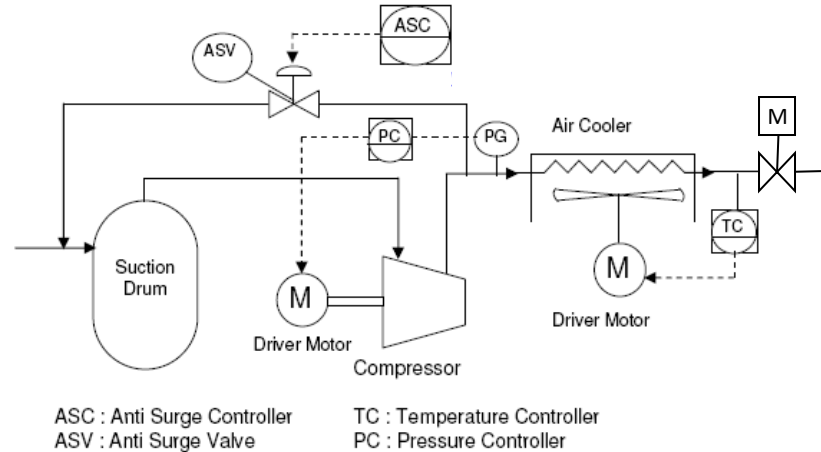 ASC
ASV
PC
PG
Air Cooler
M
TC
Suction
Drum
M
M
Driver Motor
Driver Motor
Compressor
ASC : Anti Surge Controller
TC : Temperature Controller
ASV : Anti Surge Valve
PC : Pressure Controller